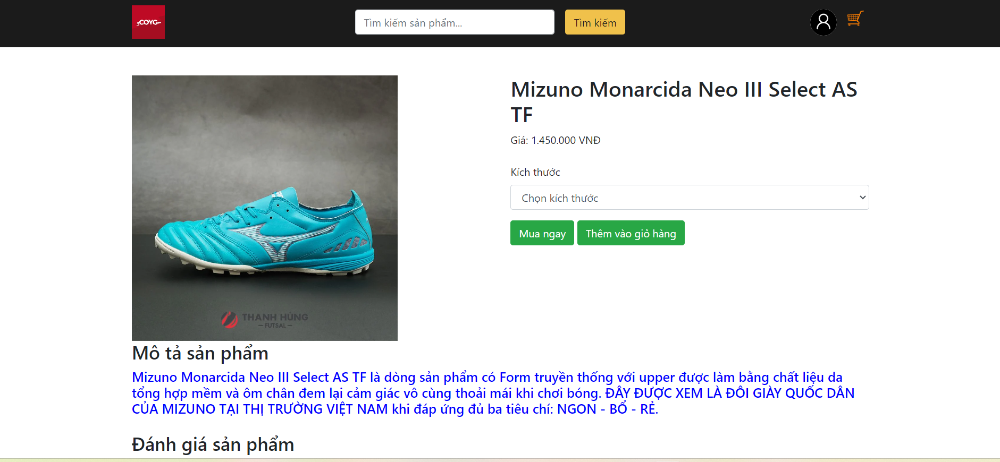 COYG
Tìm kiếm sản phẩm...
Tìm kiếm
Mizuno Monarcida Neo III Select AS
TF
Giá: 1.450.000 VNĐ
Kích thước
Chọn kích thước
Mua ngay
Thêm vào giỏ hàng
THANH HÙNG
FUTSAL
Mô tả sản phẩm
Mizuno Monarcida Neo III Select AS TF là dòng sản phẩm có Form truyền thống với upper được làm bằng chất liệu da
tổng hợp mềm và ôm chân đem lại cảm giác vô cùng thoải mái khi chơi bóng. ĐÂY ĐƯỢC XEM LÀ ĐÔI GIÀY QUỐC DÂN
CỦA MIZUNO TẠI THỊ TRƯỜNG VIỆT NAM khi đáp ứng đủ ba tiêu chí: NGON - BỔ - RẺ.
Đánh giá sản phẩm